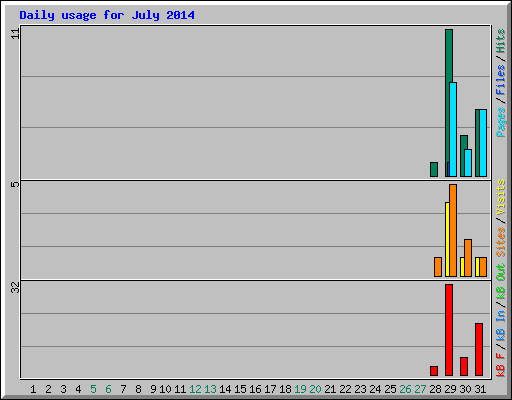 Daily usage for July 2014
11
5
32
Pages/Files/Hits
Sites/Visits
kB F/kB In/kB Out
1 2 3 4 5 6 7 8 9 10 11 12 13 14 15 16 17 18 19 20 21 22 23 24 25 26 27 28 29 30 31